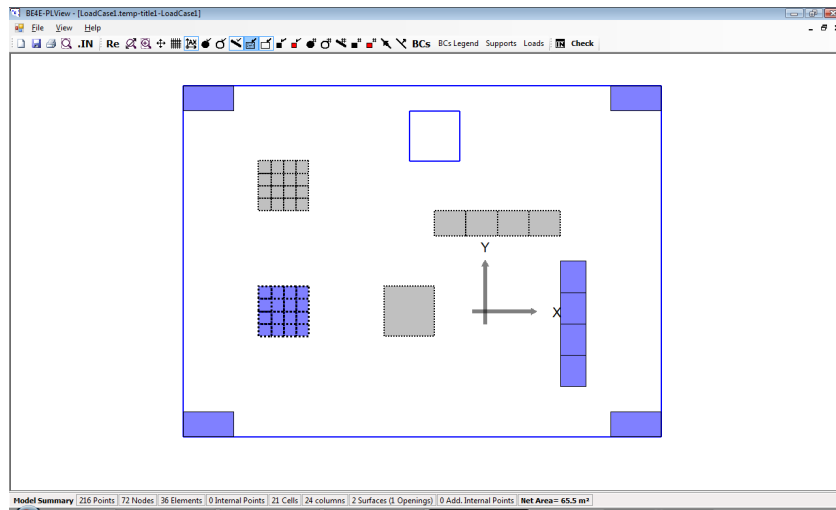 BE4E-PLView - [LoadCase1.temp-title1-LoadCase1]
File View Help
.IN Re BCs BCs Legend Supports Loads IN Check
Y
X
Model Summary 216 Points 72 Nodes 36 Elements 0 Internal Points 21 Cells 24 columns 2 Surfaces (1 Openings) 0 Add. Internal Points Net Area= 65.5 m²